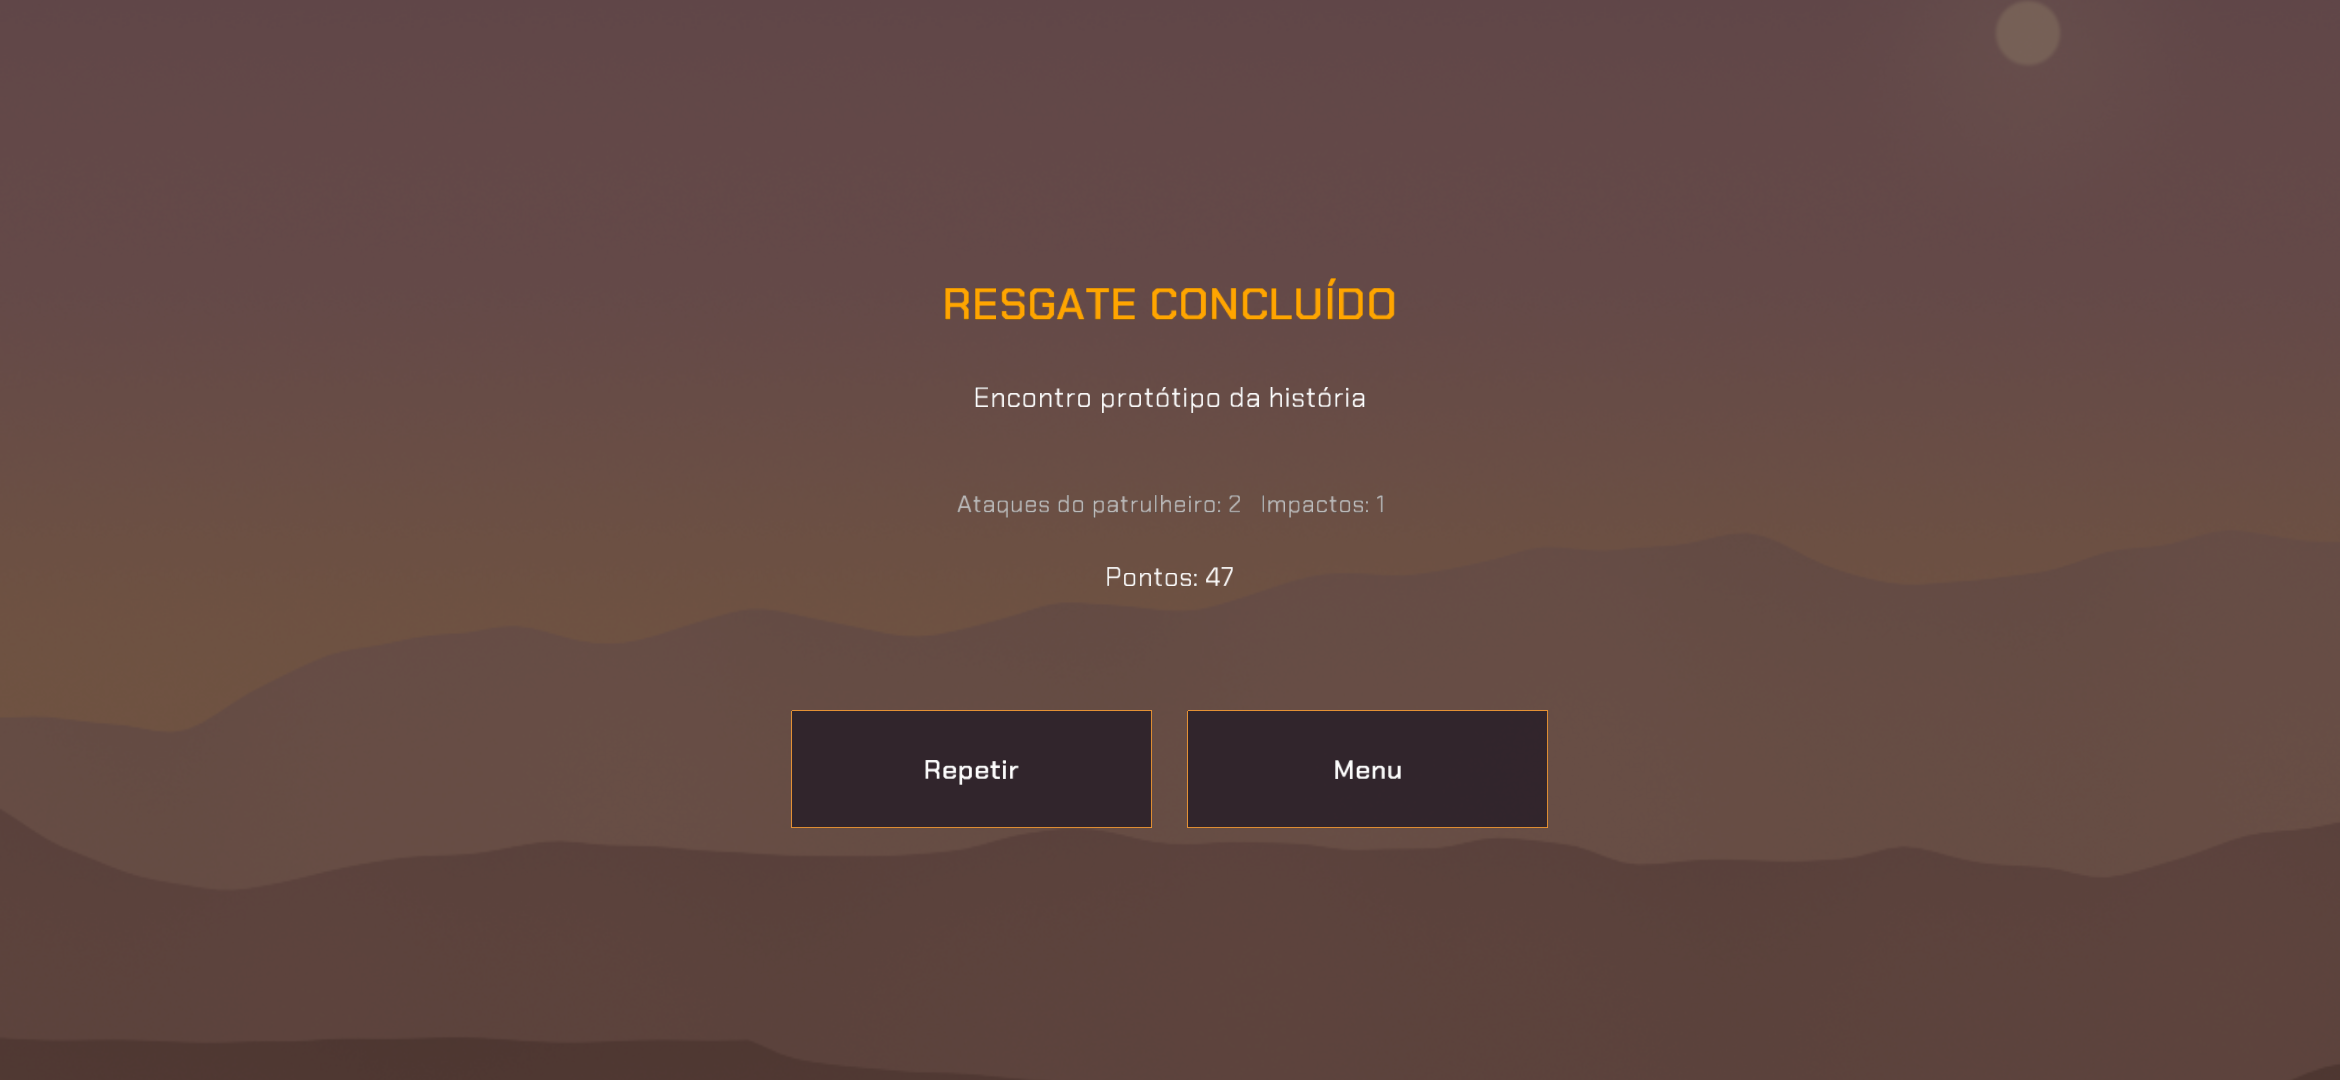 RESGATE CONCLUÍDO
Encontro protótipo da história
Ataques do patrulheiro: 2 Impactos: 1
Pontos: 47
Repetir
Menu